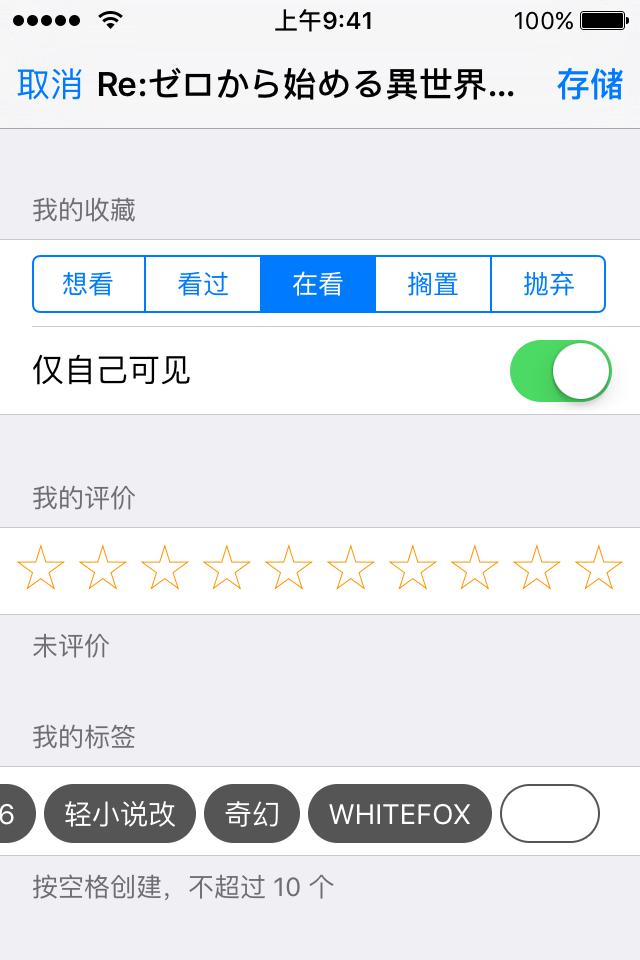 上午9:41 100%
取消 Re:ゼロから始める異世界... 存储
我的收藏
想看 看过 在看 搁置 抛弃
仅自己可见
我的评价
未评价
我的标签
6 轻小说改 奇幻 WHITEFOX
按空格创建，不超过 10 个